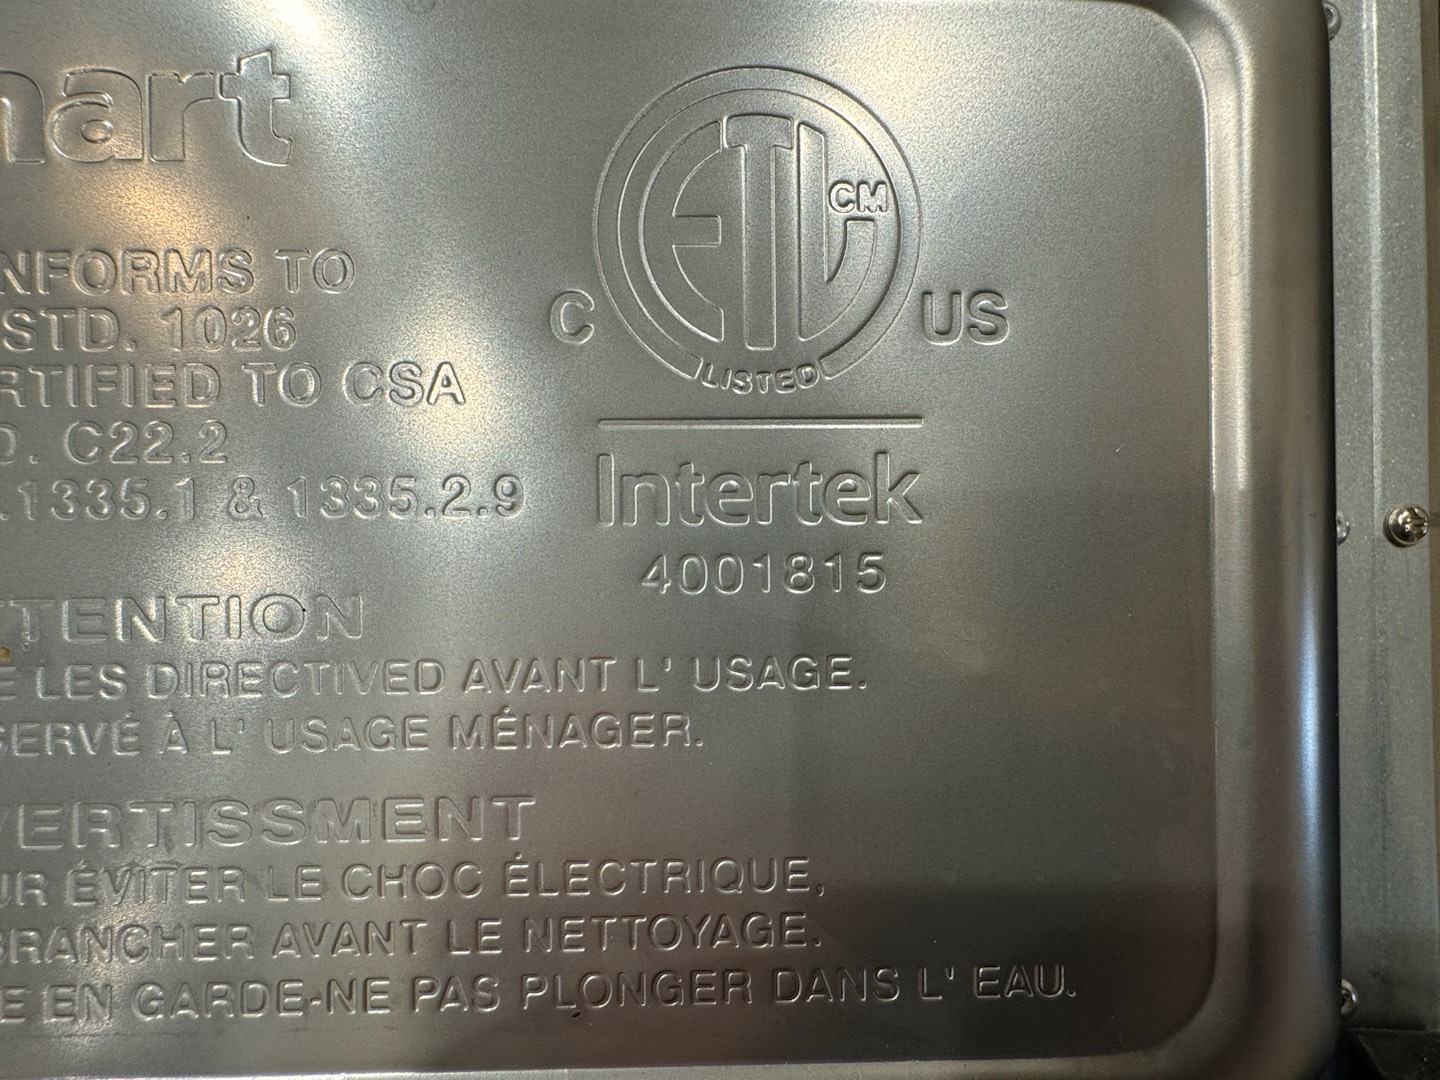 nart
NFORMS TO
STD. 1026
RTIFIED TO CSA
D. C22.2
.1335.1 & 1335.2.9
ETL CM
C US
LISTED
Intertek
4001815
TTENTION
E LES DIRECTIVED AVANT L' USAGE.
SERVÉ À L' USAGE MÉNAGER.
VERTISSMENT
UR ÉVITER LE CHOC ÉLECTRIQUE,
BRANCHER AVANT LE NETTOYAGE.
E EN GARDE-NE PAS PLONGER DANS L' EAU.